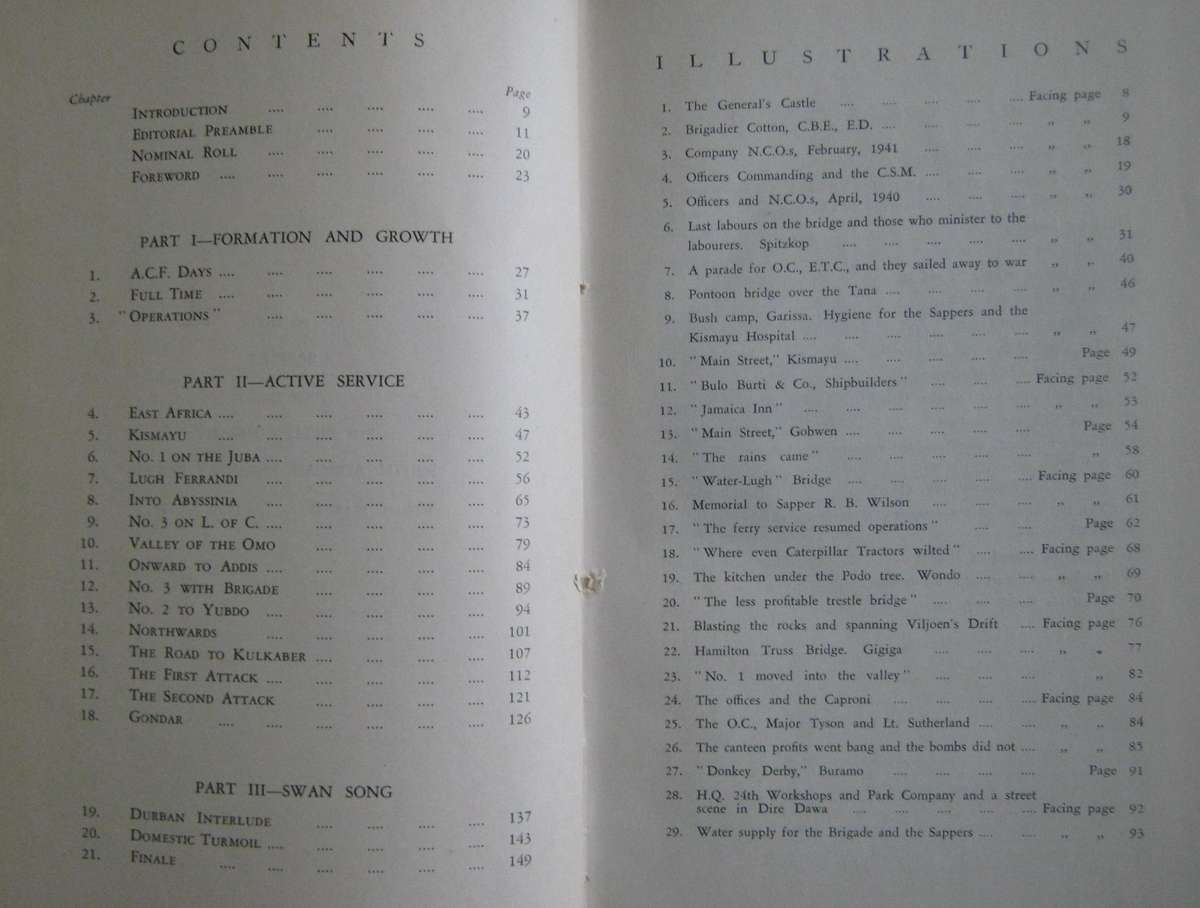 CONTENTS
Chapter Page
INTRODUCTION .... .... .... .... .... 9
EDITORIAL PREAMBLE .... .... .... .... 11
NOMINAL ROLL .... .... .... .... .... 20
FOREWORD .... .... .... .... .... .... 23
PART I—FORMATION AND GROWTH
1. A.C.F. DAYS .... .... .... .... .... .... 27
2. FULL TIME .... .... .... .... .... .... 31
3. "OPERATIONS" .... .... .... .... .... 37
PART II—ACTIVE SERVICE
4. EAST AFRICA .... .... .... .... .... .... 43
5. KISMAYU .... .... .... .... .... .... 47
6. NO. 1 ON THE JUBA .... .... .... .... .... 52
7. LUGH FERRANDI .... .... .... .... 56
8. INTO ABYSSINIA .... .... .... .... 65
9. NO. 3 ON L. OF C. .... .... .... .... .... 73
10. VALLEY OF THE OMO .... .... .... .... 79
11. ONWARD TO ADDIS .... .... .... .... .... 84
12. NO. 3 WITH BRIGADE .... .... .... .... 89
13. NO. 2 TO YUBDO .... .... .... .... .... 94
14. NORTHWARDS .... .... .... .... .... 101
15. THE ROAD TO KULKABER .... .... .... .... 107
16. THE FIRST ATTACK .... .... .... .... .... 112
17. THE SECOND ATTACK .... .... .... .... 121
18. GONDAR .... .... .... .... .... .... 126
PART III—SWAN SONG
19. DURBAN INTERLUDE .... .... .... .... 137
20. DOMESTIC TURMOIL .... .... .... .... .... 143
21. FINALE .... .... .... .... .... .... 149
ILLUSTRATIONS
1. The General's Castle .... .... .... .... .... Facing page 8
2. Brigadier Cotton, C.B.E., E.D. .... .... .... .... „ „ 9
3. Company N.C.O.s, February, 1941 .... .... .... „ „ 18
4. Officers Commanding and the C.S.M. .... .... .... „ „ 19
5. Officers and N.C.O.s, April, 1940 .... .... .... „ „ 30
6. Last labours on the bridge and those who minister to the
labourers. Spitzkop .... .... .... .... .... „ „ 31
7. A parade for O.C., E.T.C., and they sailed away to war „ „ 40
8. Pontoon bridge over the Tana .... .... .... .... „ „ 46
9. Bush camp, Garissa. Hygiene for the Sappers and the
Kismayu Hospital .... .... .... .... .... .... „ „ 47
10. "Main Street," Kismayu .... .... .... .... .... Page 49
11. "Bulo Burti & Co., Shipbuilders" .... .... .... Facing page 52
12. "Jamaica Inn" .... .... .... .... .... .... „ „ 53
13. "Main Street," Gobwen .... .... .... .... .... Page 54
14. "The rains came" .... .... .... .... .... „ 58
15. "Water-Lugh" Bridge .... .... .... .... .... Facing page 60
16. Memorial to Sapper R. B. Wilson .... .... .... „ „ 61
17. "The ferry service resumed operations" .... .... Page 62
18. "Where even Caterpillar Tractors wilted" .... .... Facing page 68
19. The kitchen under the Podo tree. Wondo .... .... „ „ 69
20. "The less profitable trestle bridge" .... .... .... Page 70
21. Blasting the rocks and spanning Viljoen's Drift .... Facing page 76
22. Hamilton Truss Bridge. Gigiga .... .... .... „ „ 77
23. "No. 1 moved into the valley" .... .... .... „ 82
24. The offices and the Caproni .... .... .... .... Facing page 84
25. The O.C., Major Tyson and Lt. Sutherland .... .... „ „ 84
26. The canteen profits went bang and the bombs did not .... „ „ 85
27. "Donkey Derby," Buramo .... .... .... .... Page 91
28. H.Q. 24th Workshops and Park Company and a street
scene in Dire Dawa .... .... .... .... .... Facing page 92
29. Water supply for the Brigade and the Sappers .... .... „ „ 93